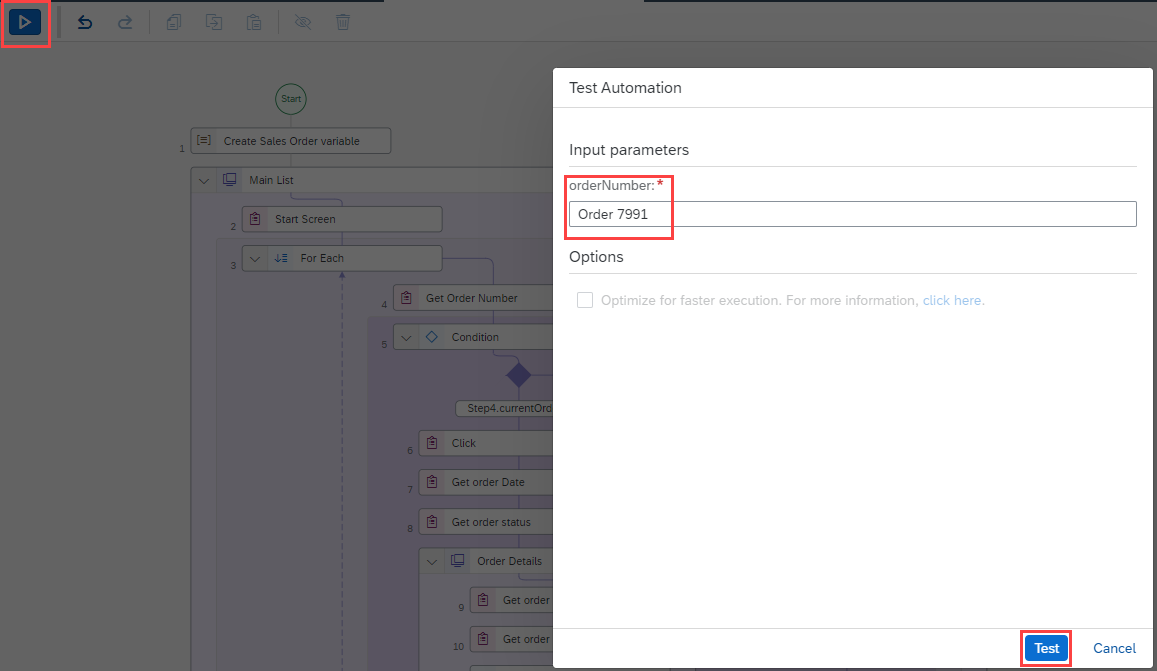 Start
1
Create Sales Order variable
Main List
2
Start Screen
3
For Each
4
Get Order Number
5
Condition
Step4.currentOrd
6
Click
7
Get order Date
8
Get order status
Order Details
9
Get order
10
Get order
Test Automation
Input parameters
orderNumber:*
Order 7991
Options
Optimize for faster execution. For more information, click here.
Test
Cancel